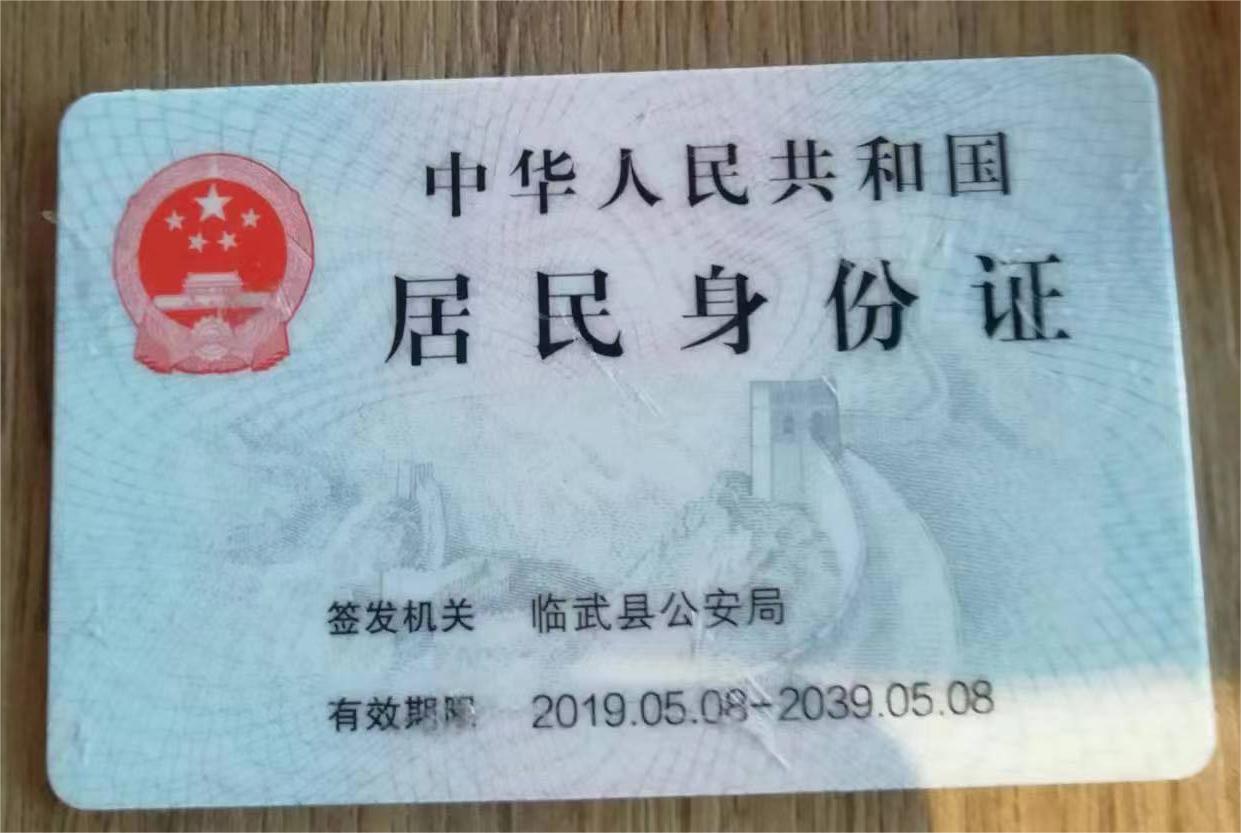 中华人民共和国
居民身份证
签发机关 临武县公安局
有效期限 2019.05.08-2039.05.08